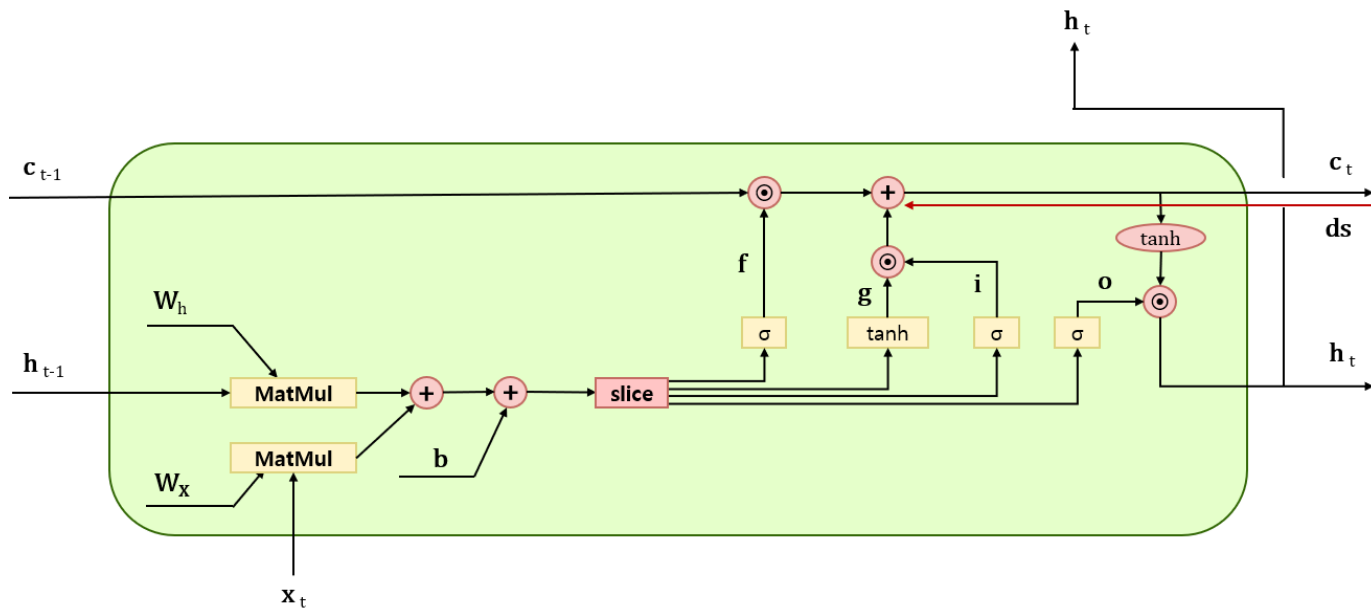 h t
c t-1
c t
ds
tanh
f
g
i
o
W h
σ
tanh
σ
σ
h t-1
h t
MatMul
+
+
+
slice
MatMul
b
W X
x t